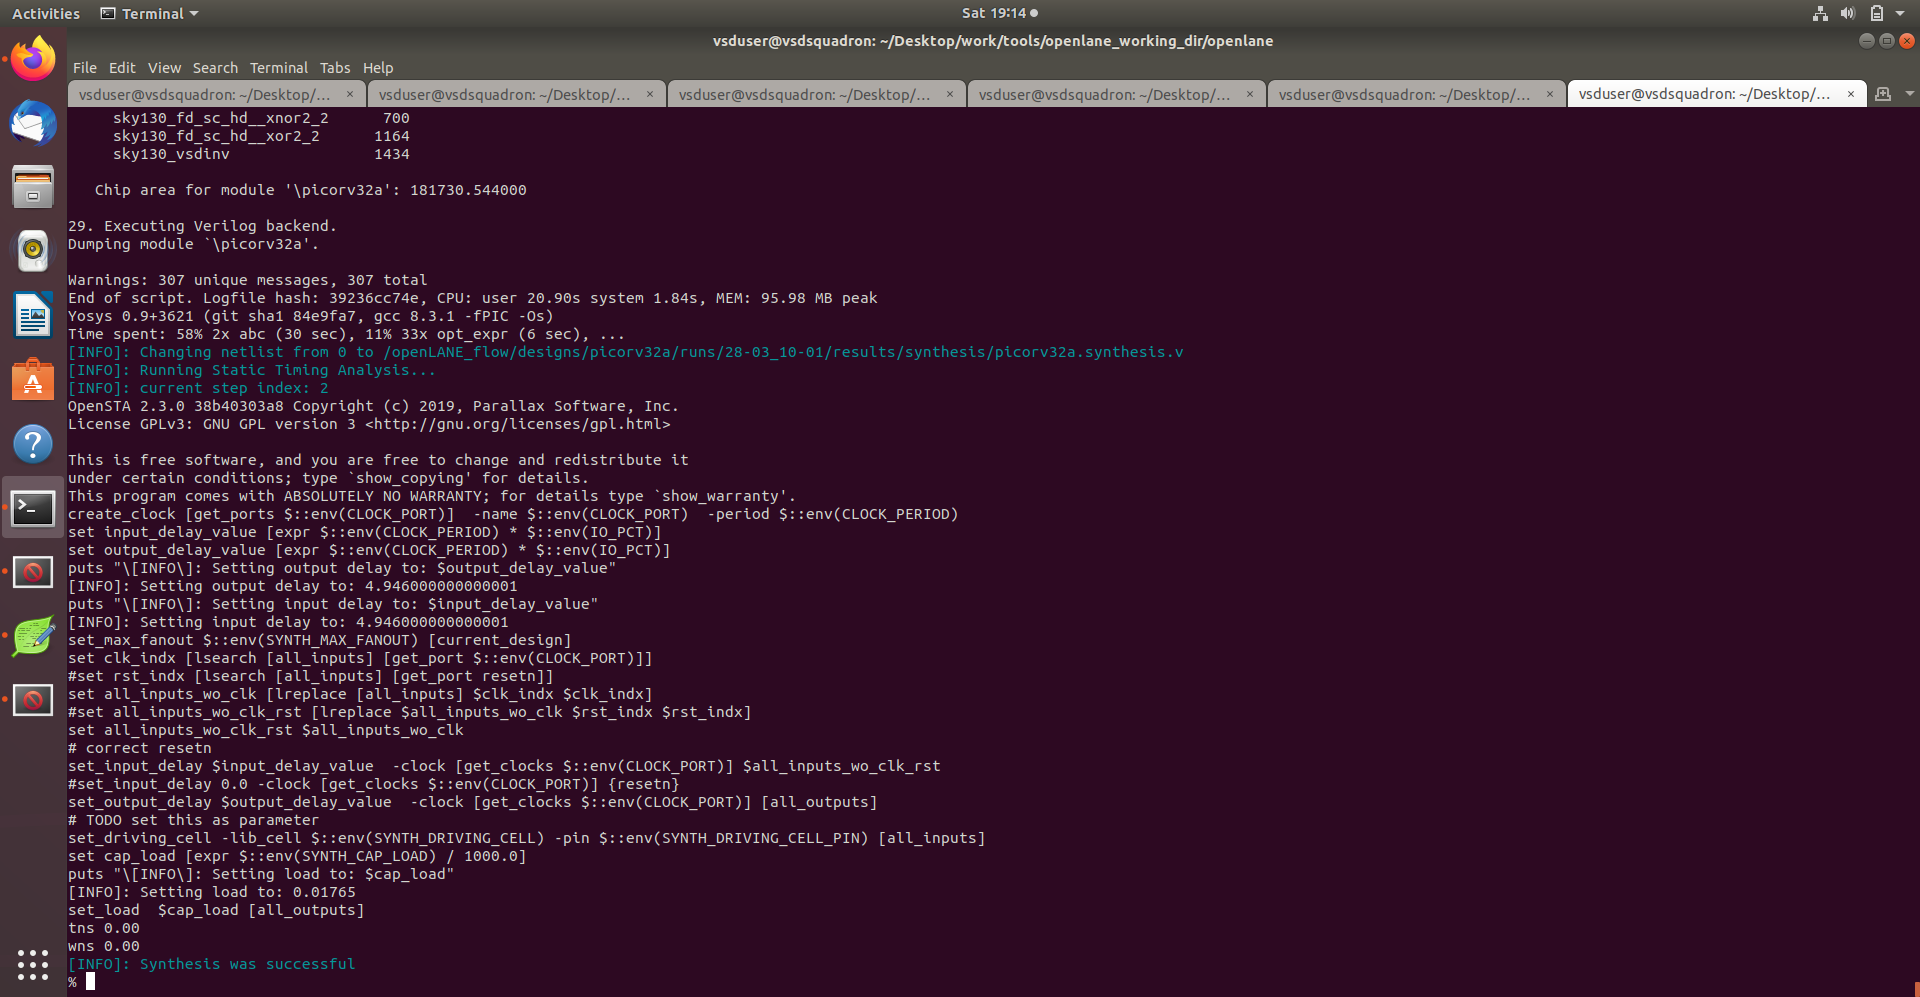 Activities Terminal Sat 19:14
vsduser@vsdsquadron: ~/Desktop/work/tools/openlane_working_dir/openlane
File Edit View Search Terminal Tabs Help
vsduser@vsdsquadron: ~/Desktop/... × vsduser@vsdsquadron: ~/Desktop/... × vsduser@vsdsquadron: ~/Desktop/... × vsduser@vsdsquadron: ~/Desktop/... × vsduser@vsdsquadron: ~/Desktop/... × vsduser@vsdsquadron: ~/Desktop/... ×
sky130_fd_sc_hd__xnor2_2 700
sky130_fd_sc_hd__xor2_2 1164
sky130_vsdinv 1434
Chip area for module '\picorv32a': 181730.544000
29. Executing Verilog backend.
Dumping module `\picorv32a'.
Warnings: 307 unique messages, 307 total
End of script. Logfile hash: 39236cc74e, CPU: user 20.90s system 1.84s, MEM: 95.98 MB peak
Yosys 0.9+3621 (git sha1 84e9fa7, gcc 8.3.1 -fPIC -Os)
Time spent: 58% 2x abc (30 sec), 11% 33x opt_expr (6 sec), ...
[INFO]: Changing netlist from 0 to /openLANE_flow/designs/picorv32a/runs/28-03_10-01/results/synthesis/picorv32a.synthesis.v
[INFO]: Running Static Timing Analysis...
[INFO]: current step index: 2
OpenSTA 2.3.0 38b40303a8 Copyright (c) 2019, Parallax Software, Inc.
License GPLv3: GNU GPL version 3 <http://gnu.org/licenses/gpl.html>
This is free software, and you are free to change and redistribute it
under certain conditions; type `show_copying' for details.
This program comes with ABSOLUTELY NO WARRANTY; for details type `show_warranty'.
create_clock [get_ports $::env(CLOCK_PORT)]  -name $::env(CLOCK_PORT)  -period $::env(CLOCK_PERIOD)
set input_delay_value [expr $::env(CLOCK_PERIOD) * $::env(IO_PCT)]
set output_delay_value [expr $::env(CLOCK_PERIOD) * $::env(IO_PCT)]
puts "\[INFO\]: Setting output delay to: $output_delay_value"
[INFO]: Setting output delay to: 4.946000000000001
puts "\[INFO\]: Setting input delay to: $input_delay_value"
[INFO]: Setting input delay to: 4.946000000000001
set_max_fanout $::env(SYNTH_MAX_FANOUT) [current_design]
set clk_indx [lsearch [all_inputs] [get_port $::env(CLOCK_PORT)]]
#set rst_indx [lsearch [all_inputs] [get_port resetn]]
set all_inputs_wo_clk [lreplace [all_inputs] $clk_indx $clk_indx]
#set all_inputs_wo_clk_rst [lreplace $all_inputs_wo_clk $rst_indx $rst_indx]
set all_inputs_wo_clk_rst $all_inputs_wo_clk
# correct resetn
set_input_delay $input_delay_value  -clock [get_clocks $::env(CLOCK_PORT)] $all_inputs_wo_clk_rst
#set_input_delay 0.0 -clock [get_clocks $::env(CLOCK_PORT)] {resetn}
set_output_delay $output_delay_value  -clock [get_clocks $::env(CLOCK_PORT)] [all_outputs]
# TODO set this as parameter
set_driving_cell -lib_cell $::env(SYNTH_DRIVING_CELL) -pin $::env(SYNTH_DRIVING_CELL_PIN) [all_inputs]
set cap_load [expr $::env(SYNTH_CAP_LOAD) / 1000.0]
puts "\[INFO\]: Setting load to: $cap_load"
[INFO]: Setting load to: 0.01765
set_load  $cap_load [all_outputs]
tns 0.00
wns 0.00
[INFO]: Synthesis was successful
%